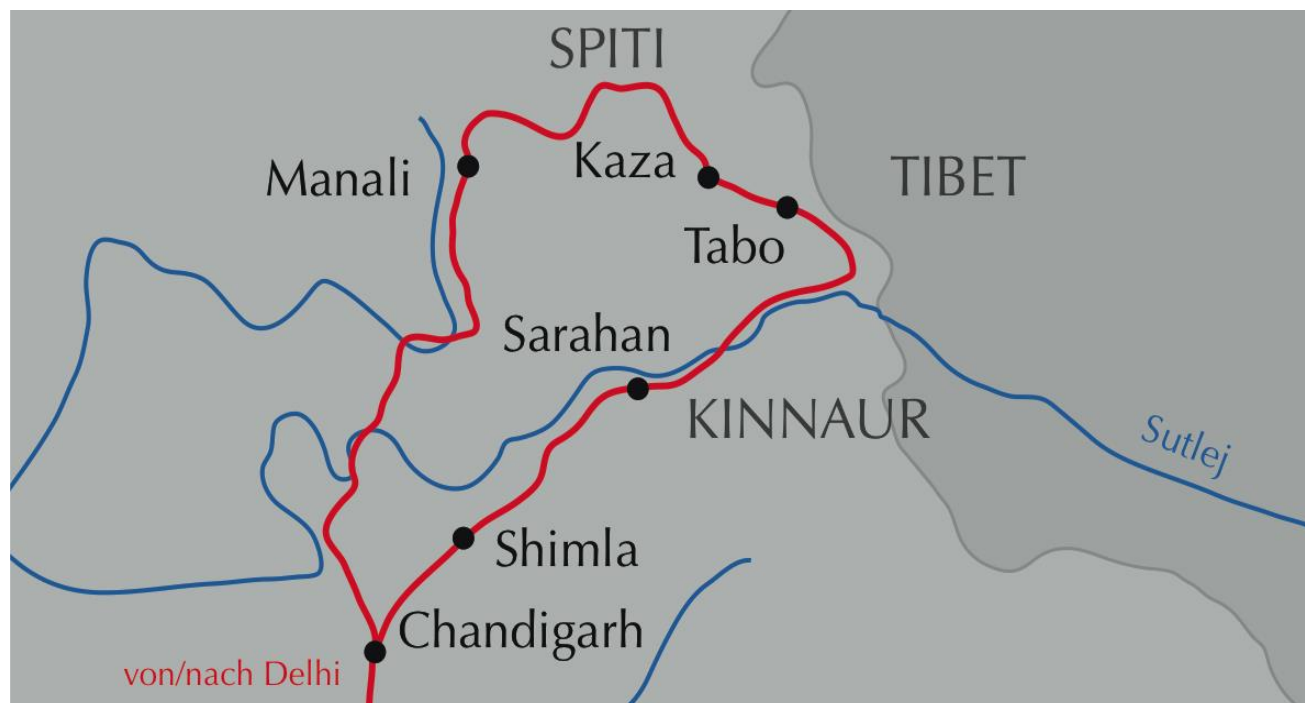 SPITI
Manali
Kaza
TIBET
Tabo
Sarahan
KINNAUR
Sutlej
Shimla
Chandigarh
von/nach Delhi